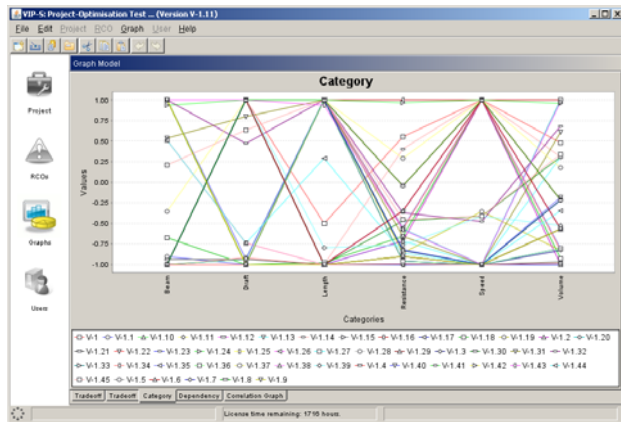 VIP-S: Project-Optimisation Test ... (Version V-1.11)
File Edit Project RCO Graph User Help
Graph Model
Project
RCOs
Graphs
Users
Category
Values
1.00
0.75
0.50
0.25
0.00
-0.25
-0.50
-0.75
-1.00
Beam
Draft
Length
Resistance
Speed
Volume
Categories
V-1 V-1.1 V-1.10 V-1.11 V-1.12 V-1.13 V-1.14 V-1.15 V-1.16 V-1.17 V-1.18 V-1.19 V-1.2 V-1.20
V-1.21 V-1.22 V-1.23 V-1.24 V-1.25 V-1.26 V-1.27 V-1.28 V-1.29 V-1.3 V-1.30 V-1.31 V-1.32
V-1.33 V-1.34 V-1.35 V-1.36 V-1.37 V-1.38 V-1.39 V-1.4 V-1.40 V-1.41 V-1.42 V-1.43 V-1.44
V-1.45 V-1.5 V-1.6 V-1.7 V-1.8 V-1.9
Tradeoff Tradeoff Category Dependency Correlation Graph
License time remaining: 1716 hours.